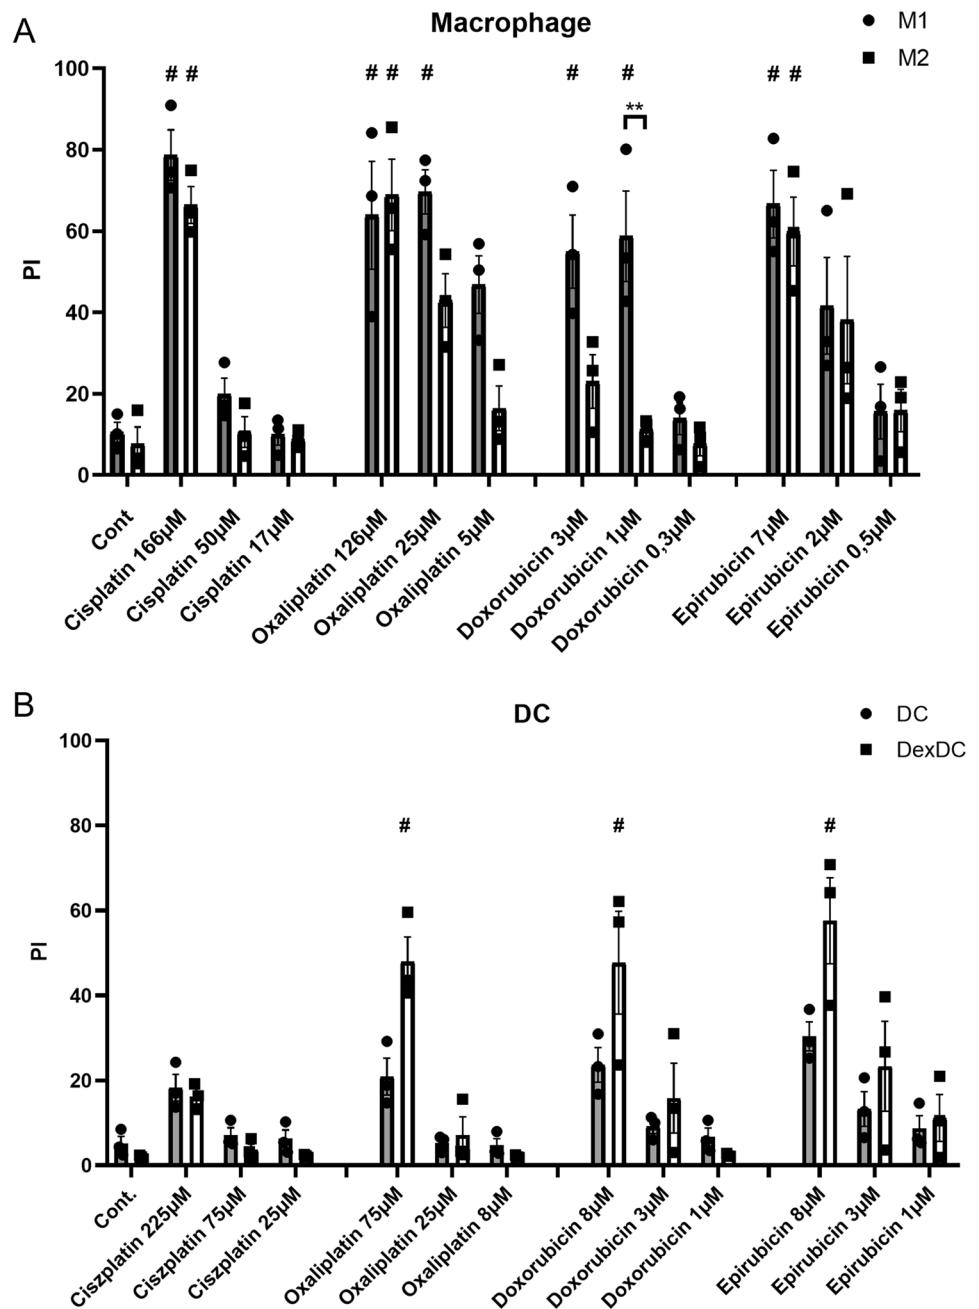 A
Macrophage
M1
M2
100
80
60
40
20
0
PI
# #
# # #
#
#
# #
**
Cont
Cisplatin 166µM
Cisplatin 50µM
Cisplatin 17µM
Oxaliplatin 126µM
Oxaliplatin 25µM
Oxaliplatin 5µM
Doxorubicin 3µM
Doxorubicin 1µM
Doxorubicin 0,3µM
Epirubicin 7µM
Epirubicin 2µM
Epirubicin 0,5µM
B
DC
DC
DexDC
100
80
60
40
20
0
PI
#
#
#
Cont.
Ciszplatin 225µM
Ciszplatin 75µM
Ciszplatin 25µM
Oxaliplatin 75µM
Oxaliplatin 25µM
Oxaliplatin 8µM
Doxorubicin 8µM
Doxorubicin 3µM
Doxorubicin 1µM
Epirubicin 8µM
Epirubicin 3µM
Epirubicin 1µM